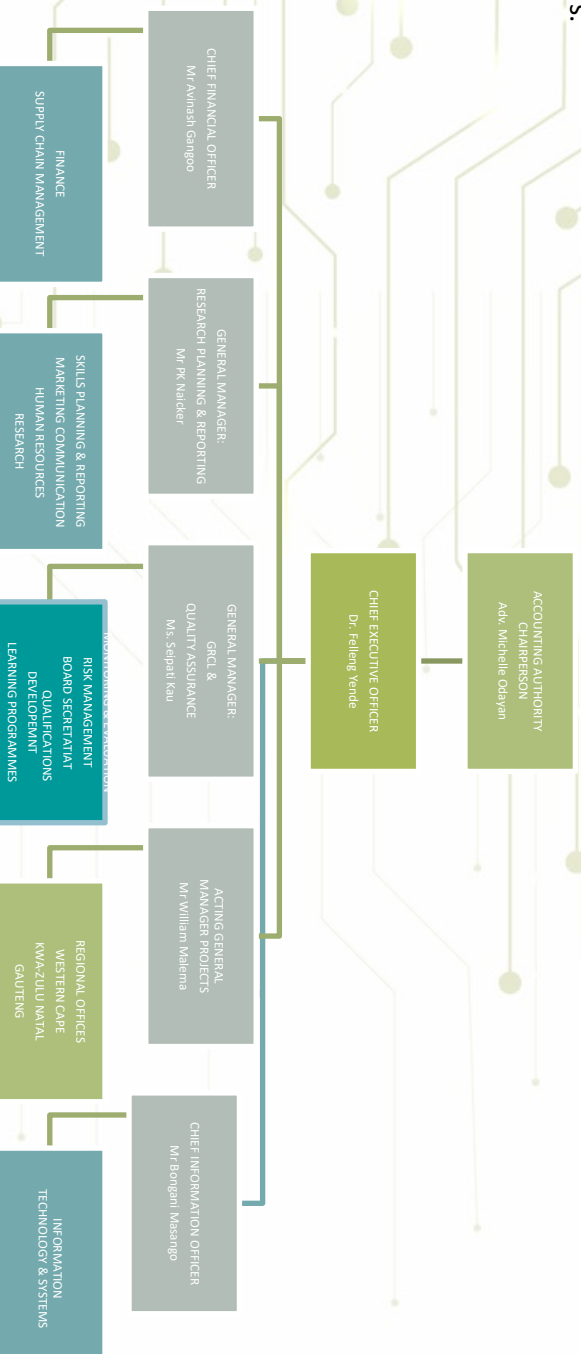 5.
ACCOUNTING AUTHORITY
CHAIRPERSON
Adv. Michelle Odayan
CHIEF EXECUTIVE OFFICER
Dr. Felleng Yende
CHIEF FINANCIAL OFFICER
Mr Avinash Gangoo
GENERAL MANAGER:
RESEARCH PLANNING & REPORTING
Mr PK Naicker
GENERAL MANAGER:
GRCL &
QUALITY ASSURANCE
Ms. Seipati Kau
ACTING GENERAL
MANAGER PROJECTS
Mr William Malema
CHIEF INFORMATION OFFICER
Mr Bongani Masango
FINANCE
SUPPLY CHAIN MANAGEMENT
SKILLS PLANNING & REPORTING
MARKETING COMMUNICATION
HUMAN RESOURCES
RESEARCH
MONITORING & EVALUATION
RISK MANAGEMENT
BOARD SECRETATIAT
QUALIFICATIONS
DEVELOPEMNT
LEARNING PROGRAMMES
REGIONAL OFFICES
WESTERN CAPE
KWA-ZULU NATAL
GAUTENG
INFORMATION
TECHNOLOGY & SYSTEMS